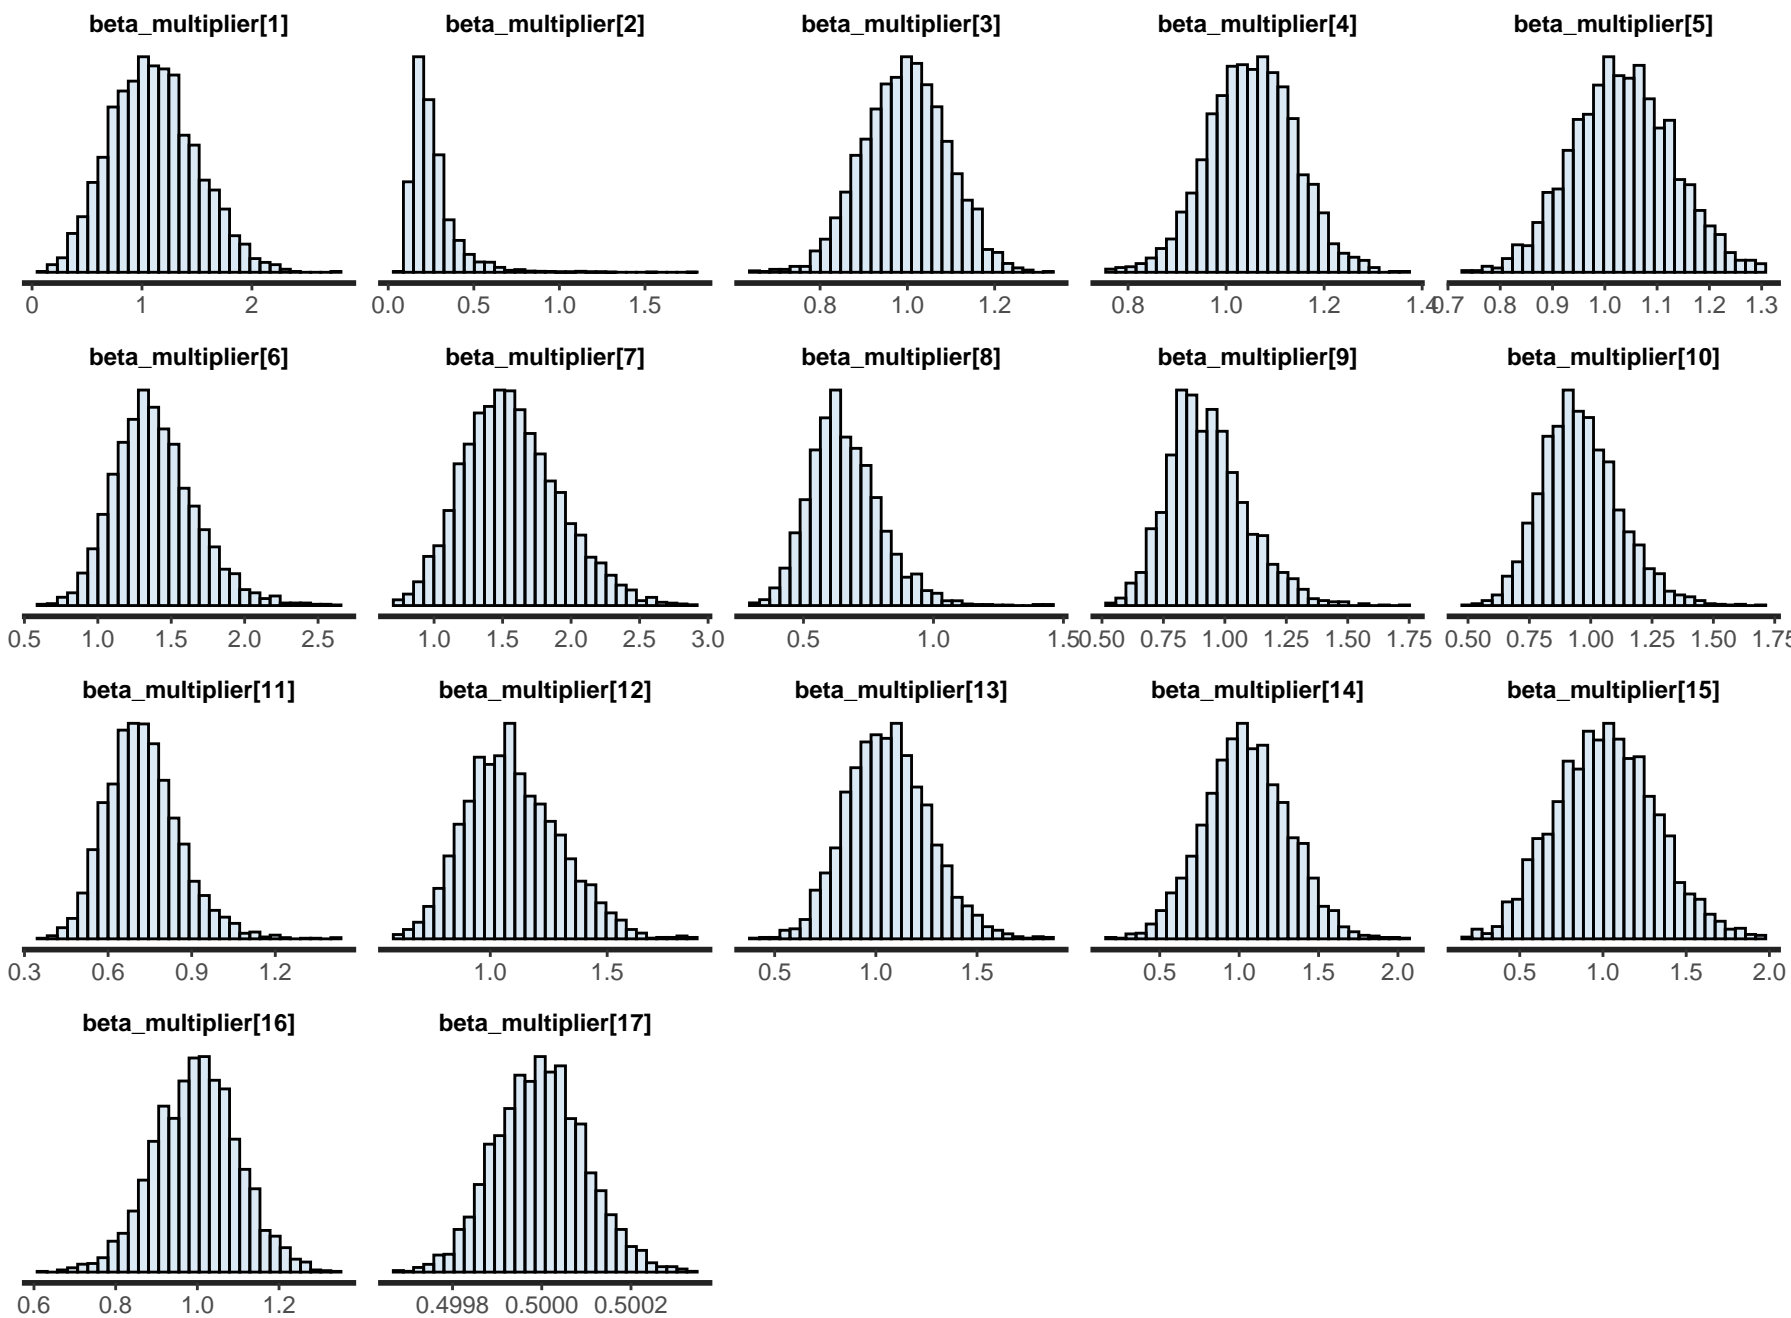 beta_multiplier[1] beta_multiplier[2] beta_multiplier[3] beta_multiplier[4] beta_multiplier[5]
0 1 2 0.0 0.5 1.0 1.5 0.8 1.0 1.2 0.8 1.0 1.2 1.4 0.7 0.8 0.9 1.0 1.1 1.2 1.3
beta_multiplier[6] beta_multiplier[7] beta_multiplier[8] beta_multiplier[9] beta_multiplier[10]
0.5 1.0 1.5 2.0 2.5 1.0 1.5 2.0 2.5 3.0 0.5 1.0 1.5 0.50 0.75 1.00 1.25 1.50 1.75 0.50 0.75 1.00 1.25 1.50 1.75
beta_multiplier[11] beta_multiplier[12] beta_multiplier[13] beta_multiplier[14] beta_multiplier[15]
0.3 0.6 0.9 1.2 1.0 1.5 0.5 1.0 1.5 0.5 1.0 1.5 2.0 0.5 1.0 1.5 2.0
beta_multiplier[16] beta_multiplier[17]
0.6 0.8 1.0 1.2 0.4998 0.5000 0.5002